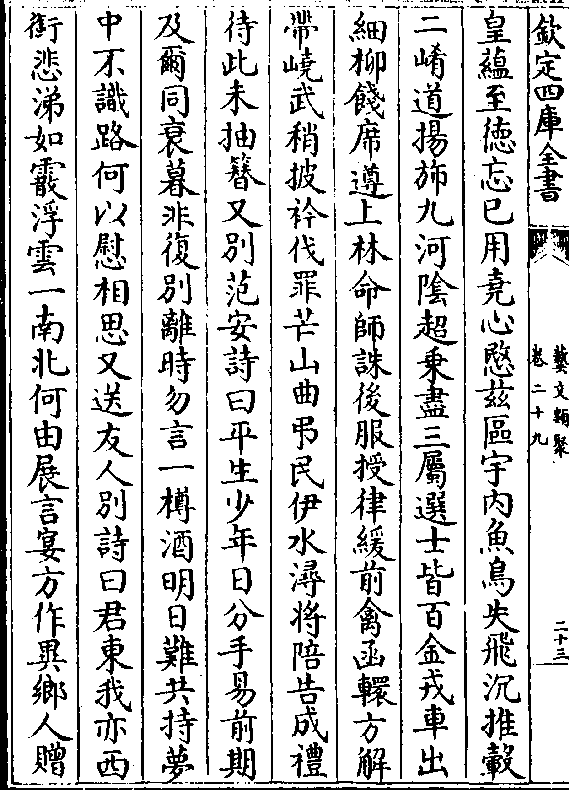 欽定四庫全書
藝文類聚
卷二十九
二十三
皇蘊至徳忘已用堯心愍兹區宇内魚鳥失飛沉推轂
二崤道揚斾九河陰超乗盡三屬選士皆百金戎車出
細柳餞席遵上林命師誅後服授律緩前禽函轘方解
帶嶢武稍披衿伐罪芒山曲弔民伊水潯將陪告成禮
待此未抽簪又別范安詩曰平生少年日分手易前期
及爾同衰暮非復別離時勿言一樽酒明日難共持夢
中不識路何以慰相思又送友人別詩曰君東我亦西
銜悲涕如霰浮雲一南北何由展言宴方作異鄉人贈